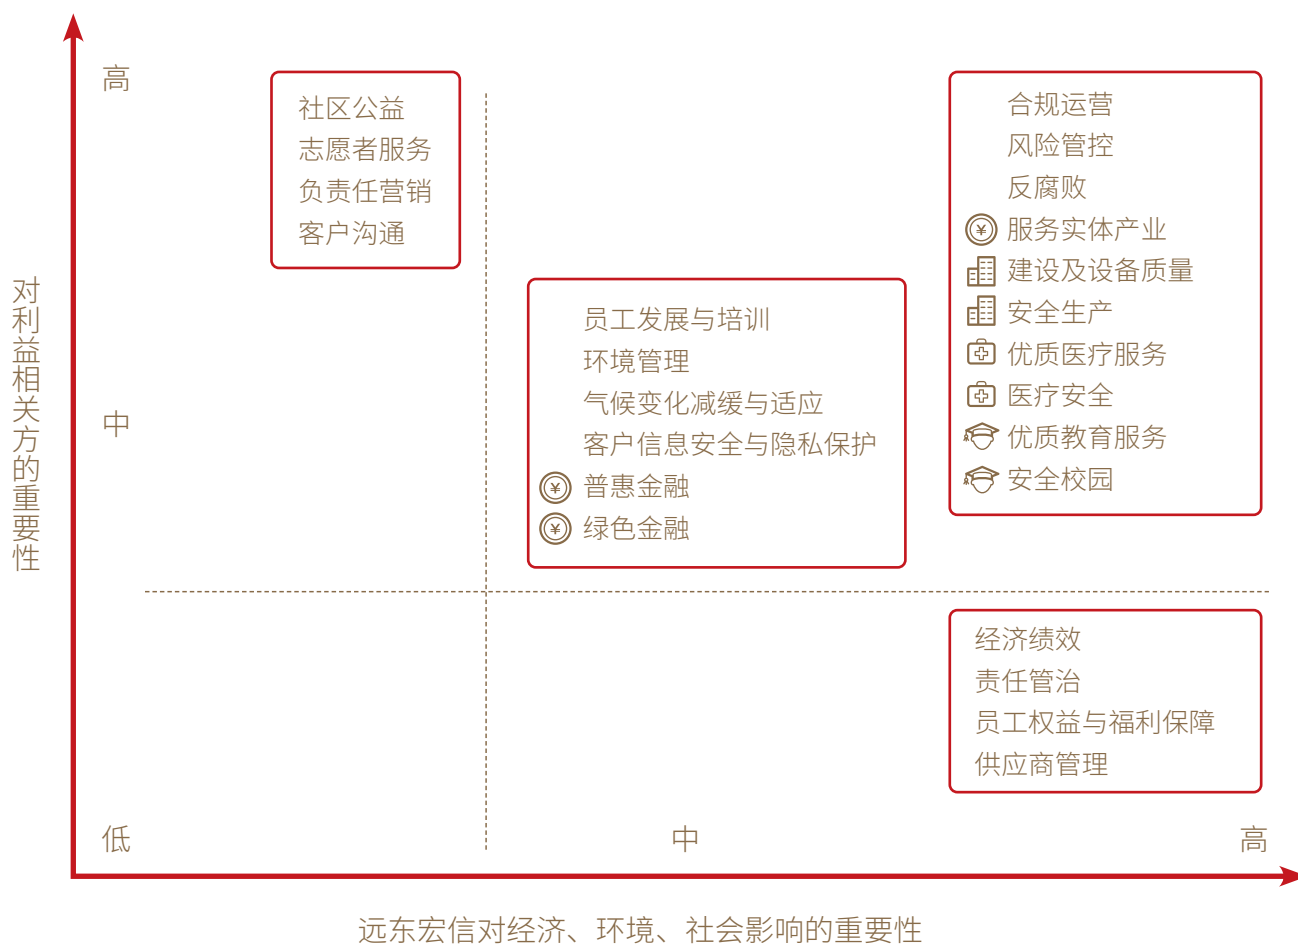 对利益相关方的重要性
高
中
低
社区公益
志愿者服务
负责任营销
客户沟通
员工发展与培训
环境管理
气候变化减缓与适应
客户信息安全与隐私保护
¥ 普惠金融
¥ 绿色金融
合规运营
风险管控
反腐败
¥ 服务实体产业
建设及设备质量
安全生产
优质医疗服务
医疗安全
优质教育服务
安全校园
经济绩效
责任管治
员工权益与福利保障
供应商管理
中
高
远东宏信对经济、环境、社会影响的重要性